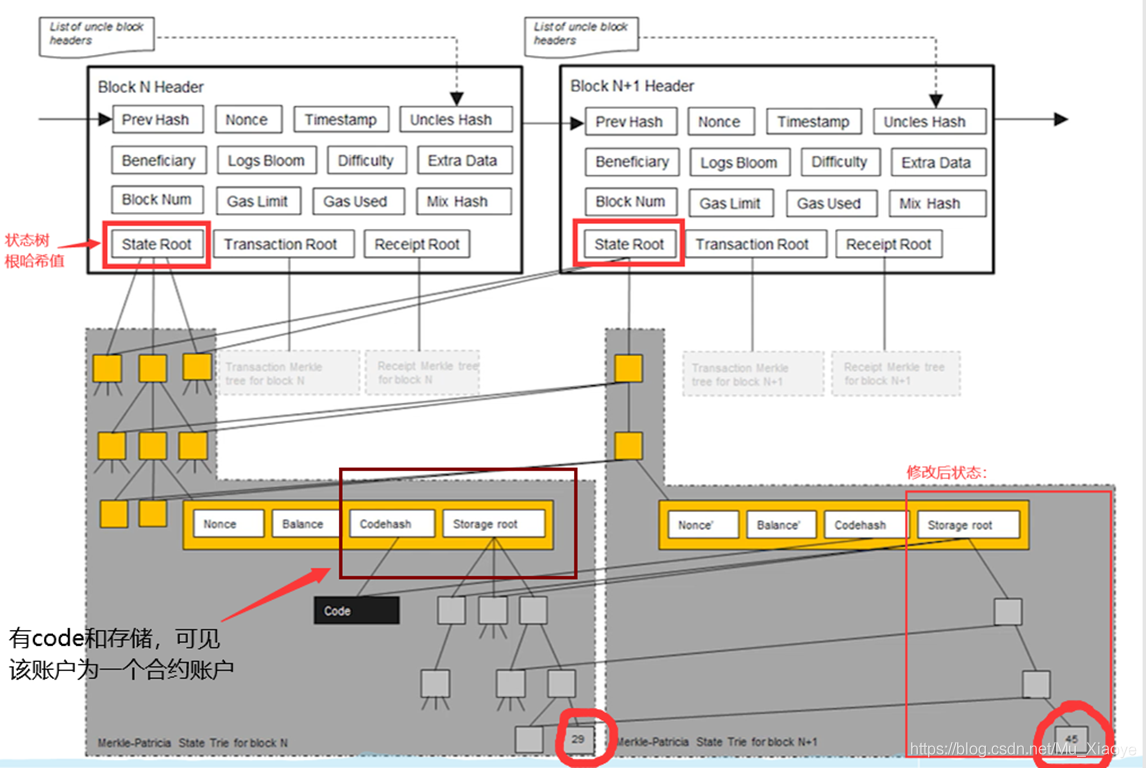 List of uncle block
headers
List of uncle block
headers
Block N Header
Prev Hash
Nonce
Timestamp
Uncles Hash
Beneficiary
Logs Bloom
Difficulty
Extra Data
Block Num
Gas Limit
Gas Used
Mix Hash
State Root
Transaction Root
Receipt Root
Block N+1 Header
Prev Hash
Nonce
Timestamp
Uncles Hash
Beneficiary
Logs Bloom
Difficulty
Extra Data
Block Num
Gas Limit
Gas Used
Mix Hash
State Root
Transaction Root
Receipt Root
状态树
根哈希值
Transaction Merkle
tree for block N
Receipt Merkle tree
for block N
Transaction Merkle
tree for block N+1
Receipt Merkle tree
for block N+1
修改后状态:
Nonce
Balance
Codehash
Storage root
Nonce'
Balance'
Codehash
Storage root
Code
有code和存储，可见
该账户为一个合约账户
29
45
Merkle-Patricia State Trie for block N
Merkle-Patricia State Trie for block N+1
https://blog.csdn.net/Mu_Xiaoye